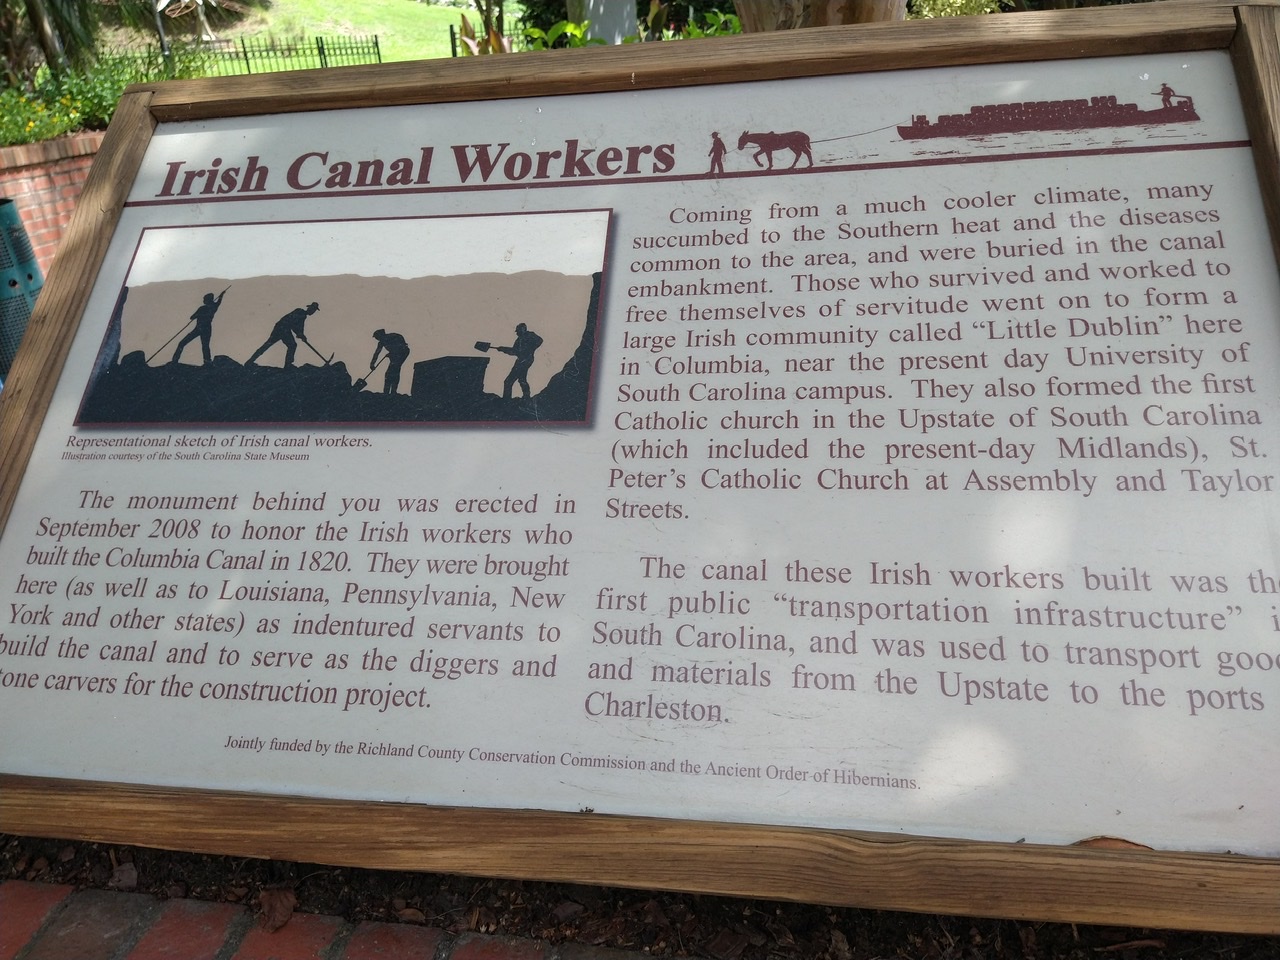 Irish Canal Workers
Representational sketch of Irish canal workers.
Illustration courtesy of the South Carolina State Museum
The monument behind you was erected in
September 2008 to honor the Irish workers who
built the Columbia Canal in 1820. They were brought
here (as well as to Louisiana, Pennsylvania, New
York and other states) as indentured servants to
build the canal and to serve as the diggers and
tone carvers for the construction project.
Coming from a much cooler climate, many
succumbed to the Southern heat and the diseases
common to the area, and were buried in the canal
embankment. Those who survived and worked to
free themselves of servitude went on to form a
large Irish community called “Little Dublin” here
in Columbia, near the present day University of
South Carolina campus. They also formed the first
Catholic church in the Upstate of South Carolina
(which included the present-day Midlands), St.
Peter’s Catholic Church at Assembly and Taylor
Streets.
The canal these Irish workers built was th
first public “transportation infrastructure” i
South Carolina, and was used to transport goo
and materials from the Upstate to the ports
Charleston.
Jointly funded by the Richland County Conservation Commission and the Ancient Order of Hibernians.